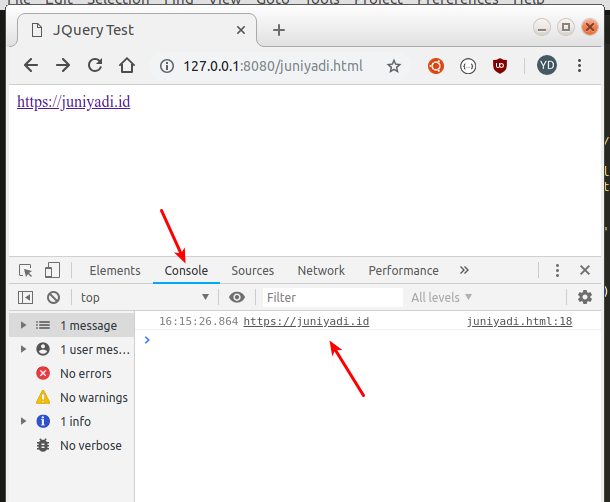 File Edit Selection Find View Goto Tools Project Preferences Help
JQuery Test
127.0.0.1:8080/juniyadi.html
YD
https://juniyadi.id
Elements Console Sources Network Performance »
top Filter All levels
1 message
16:15:26.864 https://juniyadi.id juniyadi.html:18
1 user mes...
No errors
No warnings
1 info
No verbose